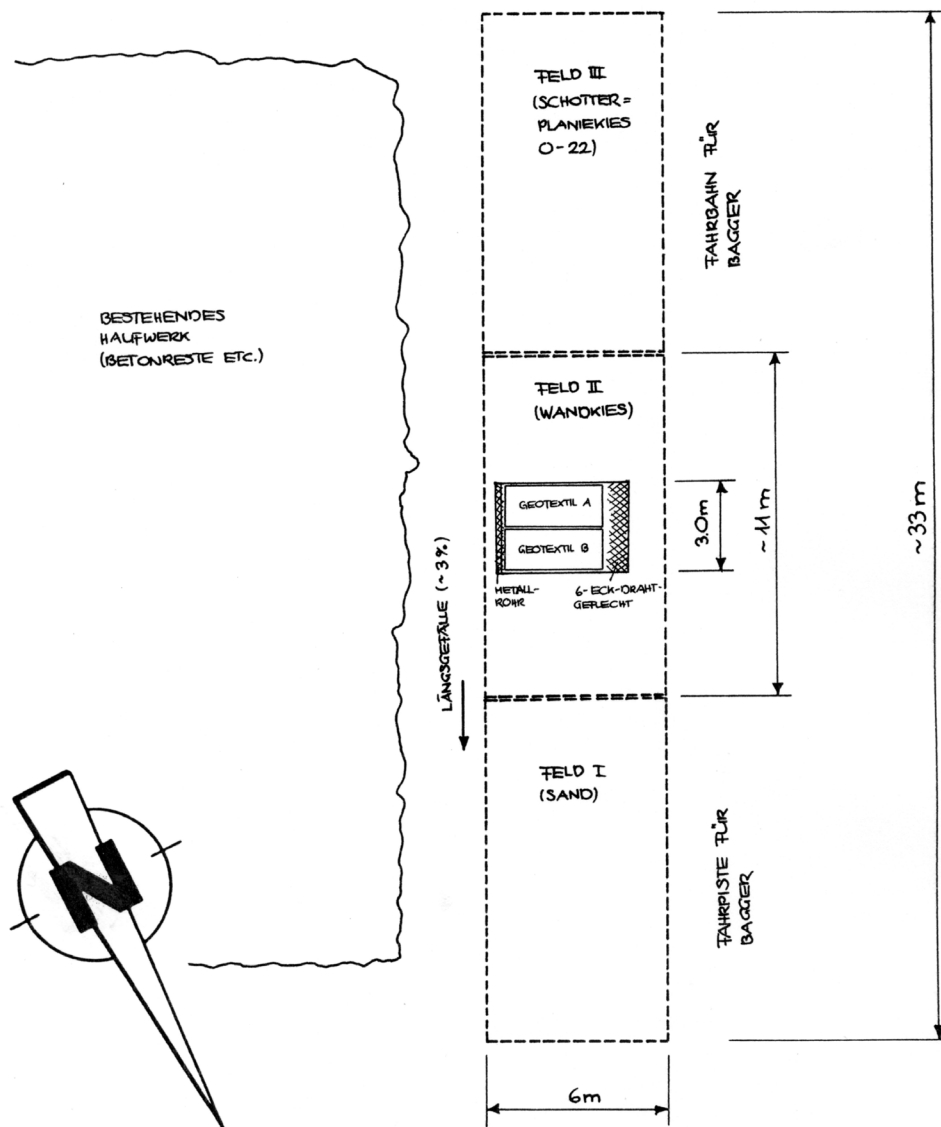 FELD III
(SCHOTTER=
PLANIEKIES
0-22)
FAHRBAHN FÜR
BAGGER
BESTEHENDES
HAUFWERK
(BETONRESTE ETC.)
FELD II
(WANDKIES)
GEOTEXTIL A
GEOTEXTIL B
METALL-
ROHR
6-ECK-DRAHT-
GEFLECHT
3.0m
~11m
~33m
LÄNGSGEFÄLLE (~3%)
FELD I
(SAND)
FAHRPISTE FÜR
BAGGER
N
6m